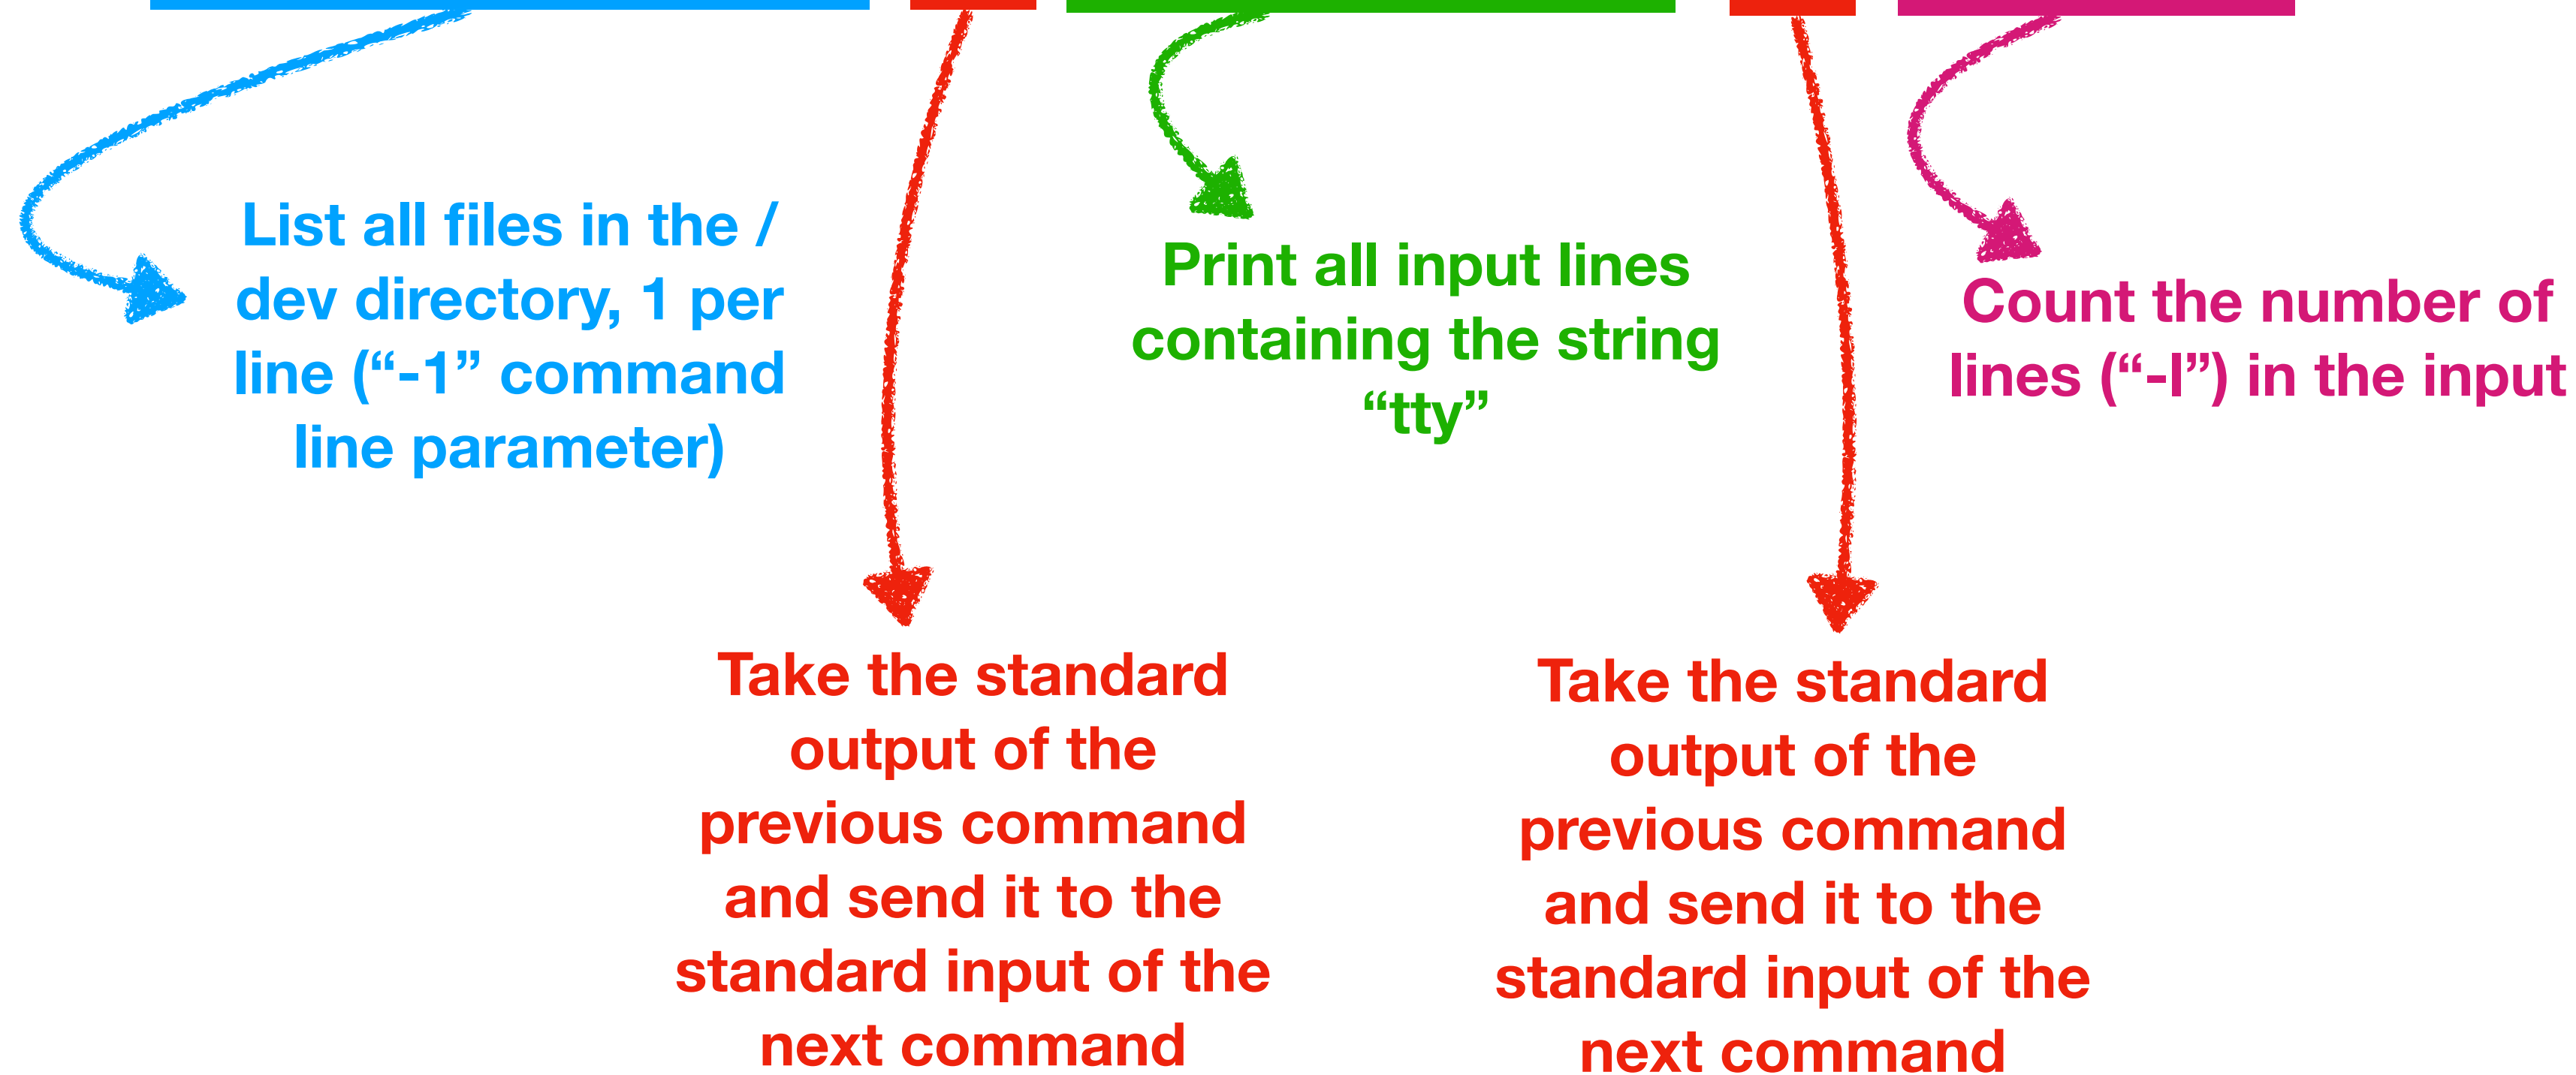 List all files in the /
dev directory, 1 per
line (“-1” command
line parameter)
Print all input lines
containing the string
“tty”
Count the number of
lines (“-l”) in the input
Take the standard
output of the
previous command
and send it to the
standard input of the
next command
Take the standard
output of the
previous command
and send it to the
standard input of the
next command